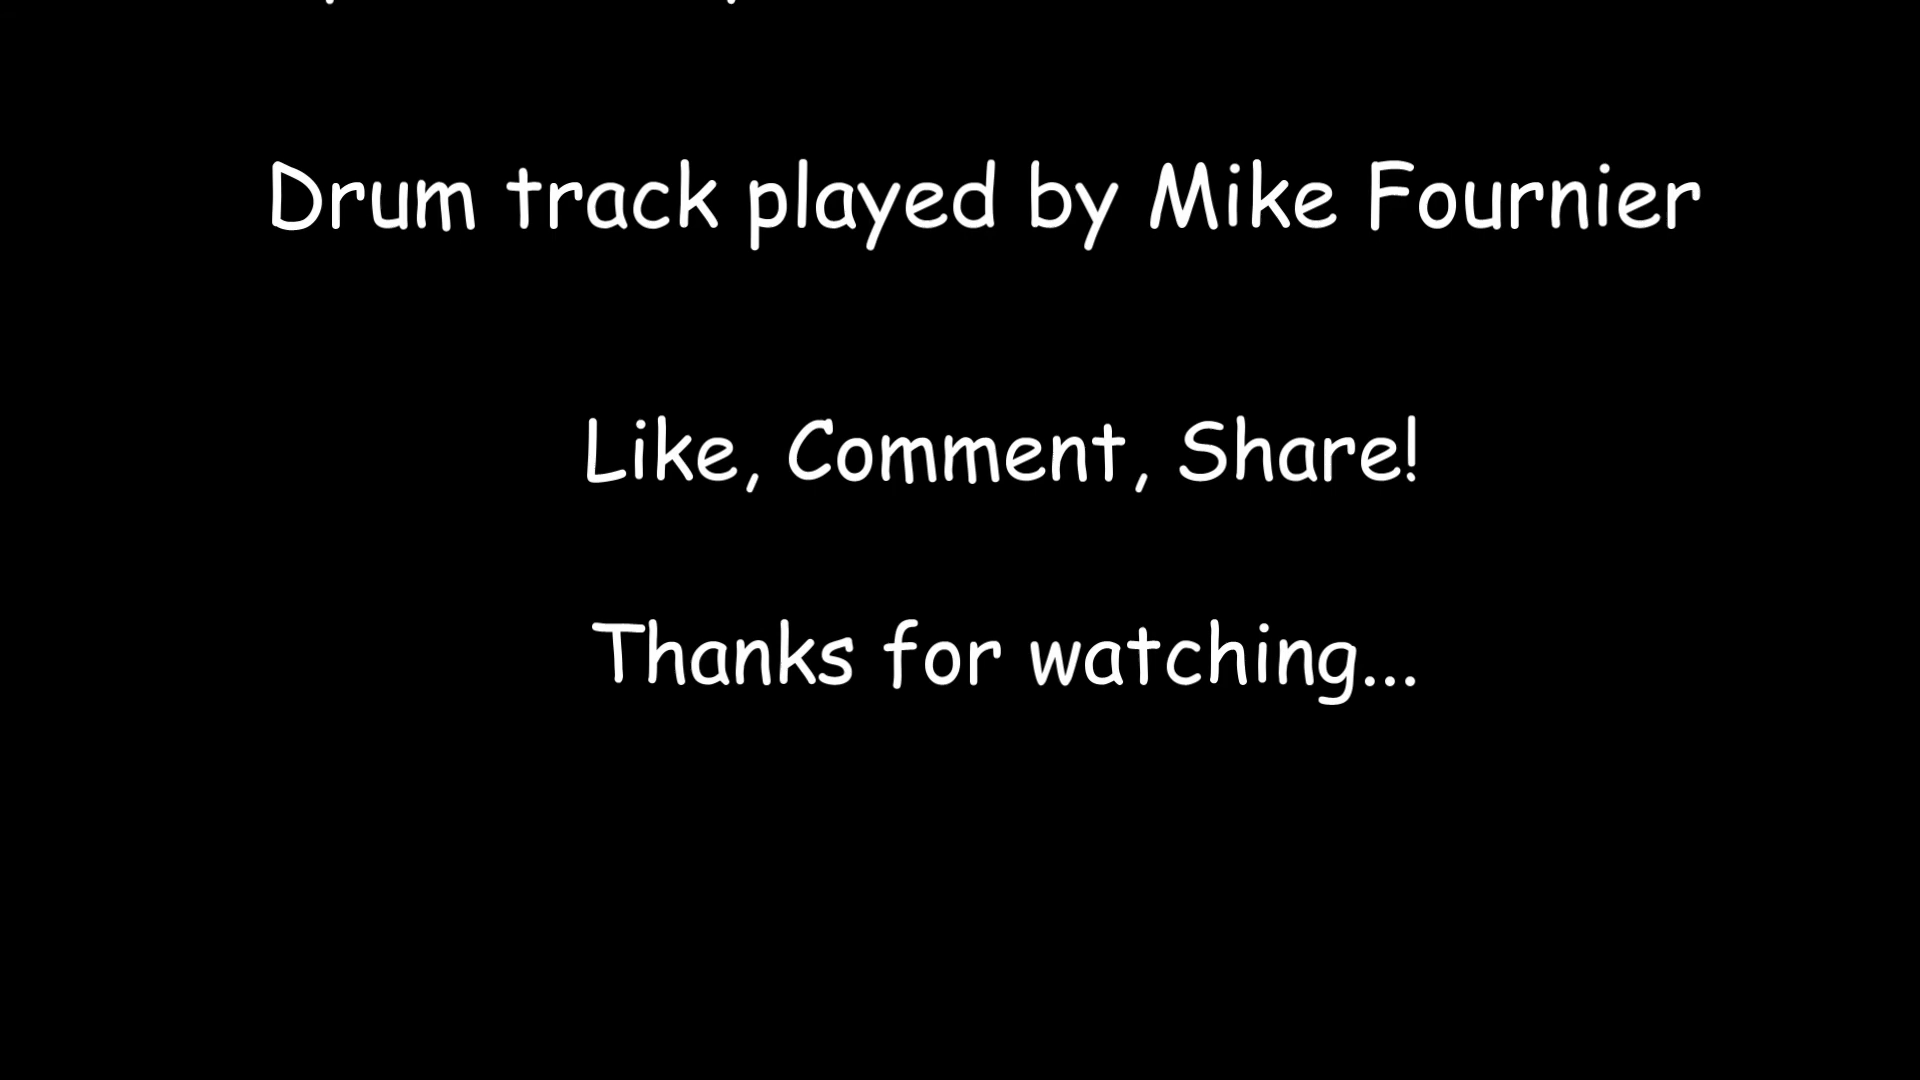 Drum track played by Mike Fournier
Like, Comment, Share!
Thanks for watching...